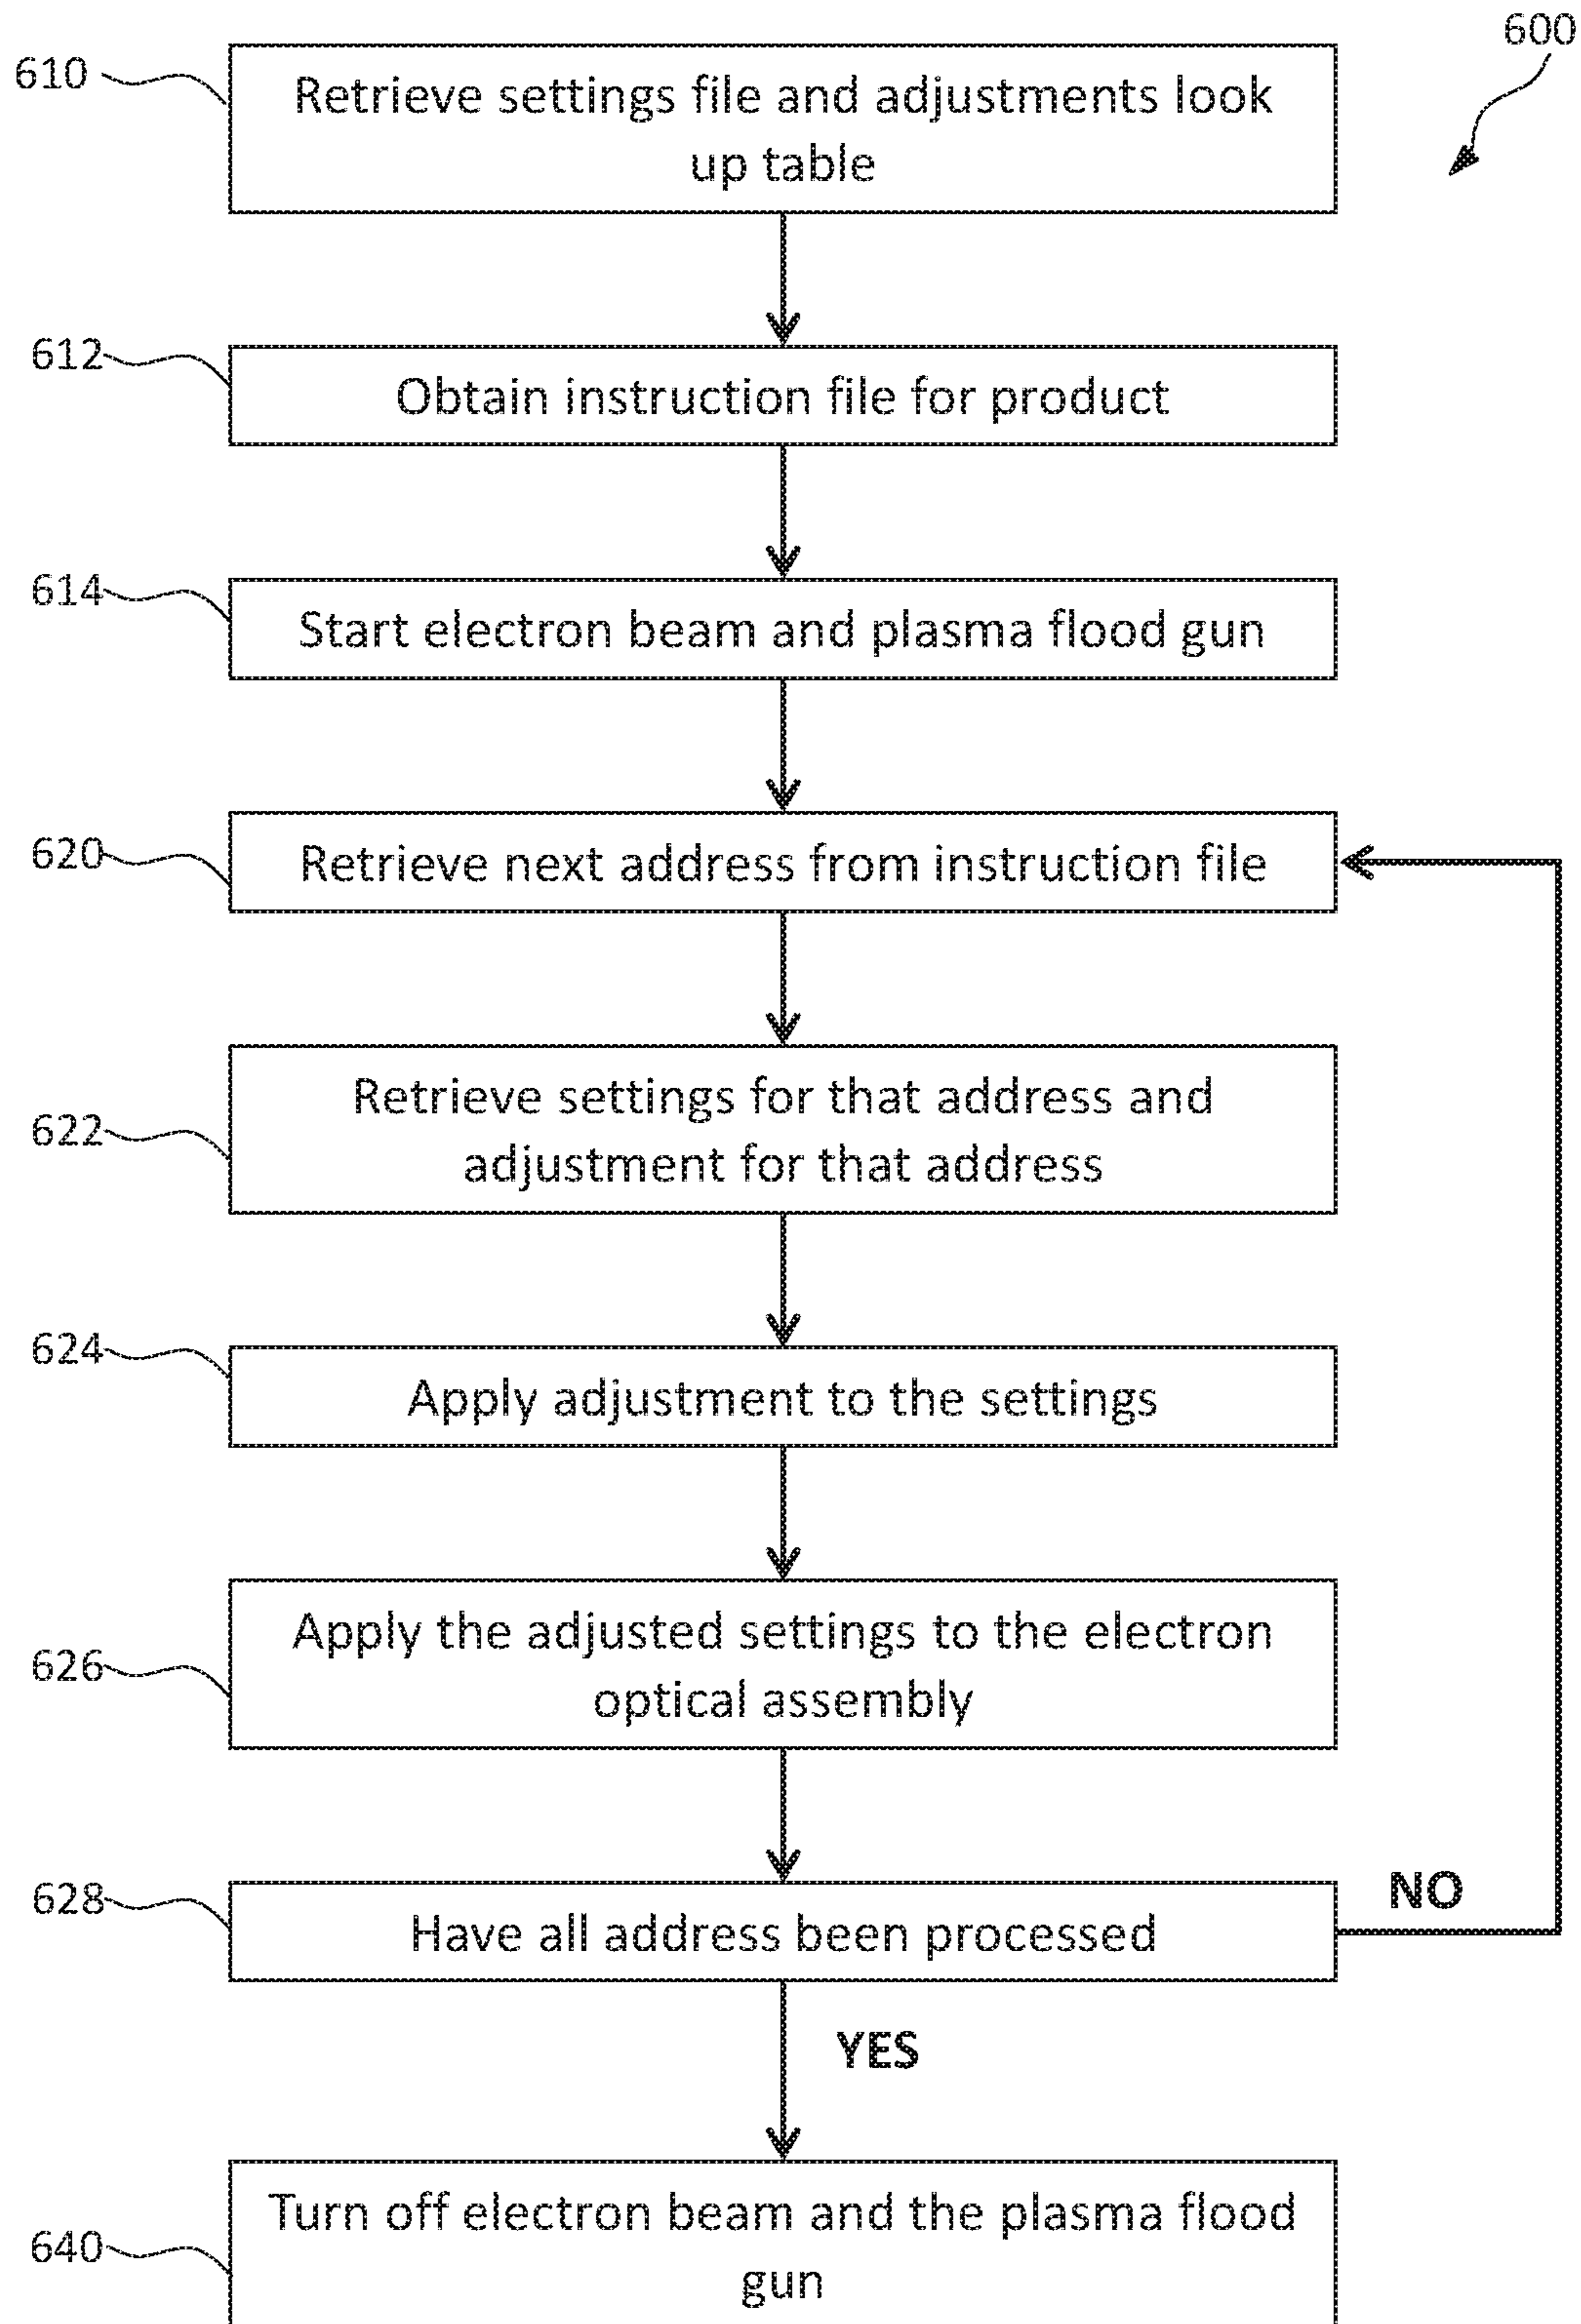 600
610
Retrieve settings file and adjustments look
up table
612
Obtain instruction file for product
614
Start electron beam and plasma flood gun
620
Retrieve next address from instruction file
622
Retrieve settings for that address and
adjustment for that address
624
Apply adjustment to the settings
626
Apply the adjusted settings to the electron
optical assembly
628
Have all address been processed
NO
YES
640
Turn off electron beam and the plasma flood
gun